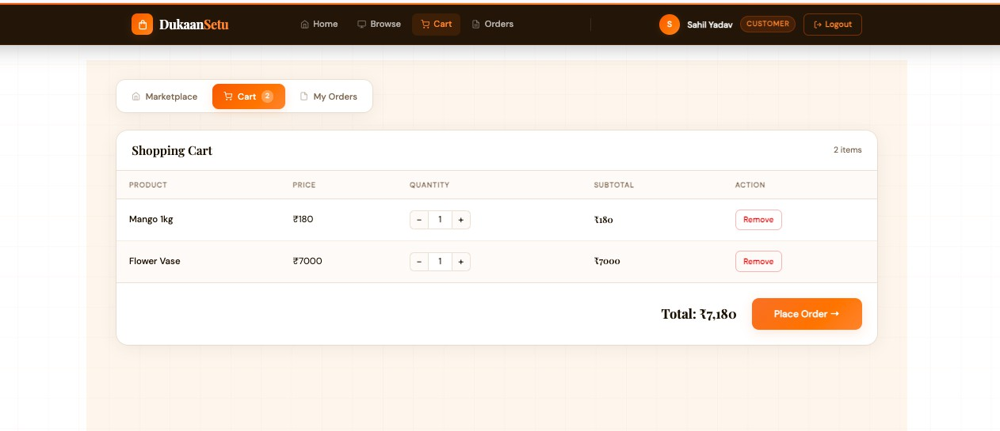 DukaanSetu Home Browse Cart Orders S Sahil Yadav CUSTOMER Logout
Marketplace Cart 2 My Orders
Shopping Cart 2 items
PRODUCT PRICE QUANTITY SUBTOTAL ACTION
Mango 1kg ₹180 − 1 + ₹180 Remove
Flower Vase ₹7000 − 1 + ₹7000 Remove
Total: ₹7,180 Place Order →